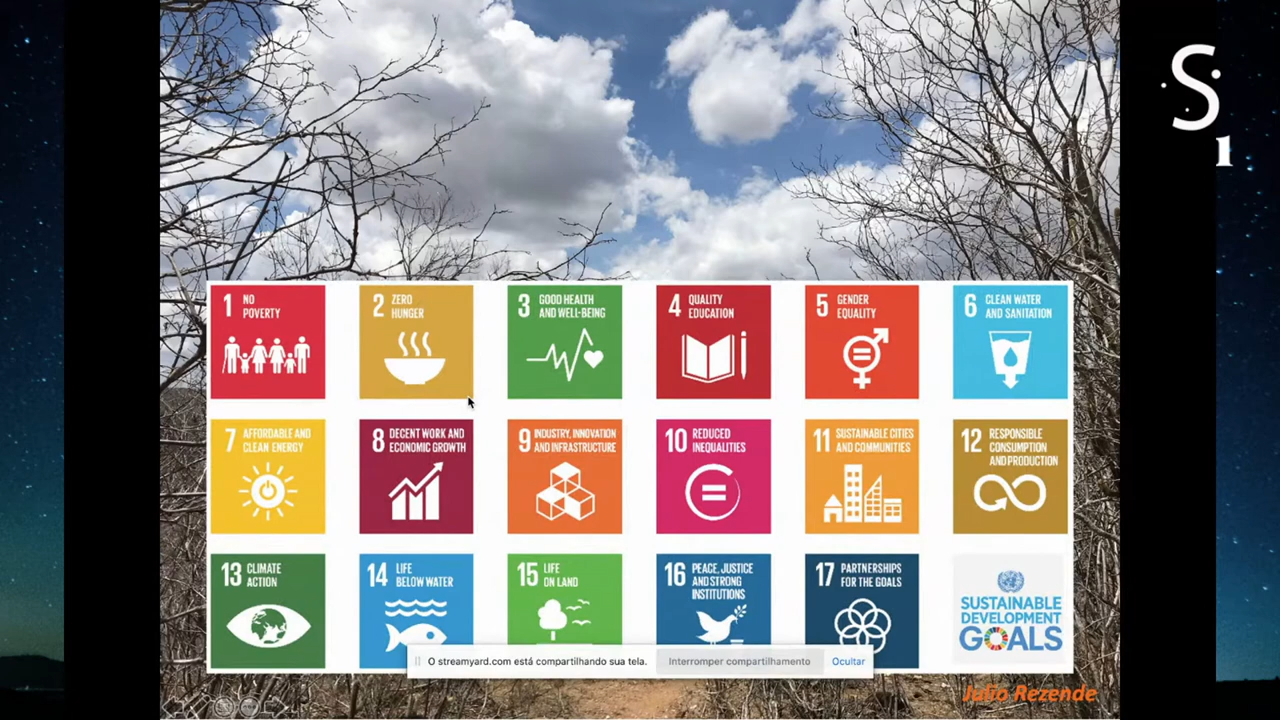 S
1
1 NO
POVERTY
2 ZERO
HUNGER
3 GOOD HEALTH
AND WELL-BEING
4 QUALITY
EDUCATION
5 GENDER
EQUALITY
6 CLEAN WATER
AND SANITATION
7 AFFORDABLE AND
CLEAN ENERGY
8 DECENT WORK AND
ECONOMIC GROWTH
9 INDUSTRY, INNOVATION
AND INFRASTRUCTURE
10 REDUCED
INEQUALITIES
11 SUSTAINABLE CITIES
AND COMMUNITIES
12 RESPONSIBLE
CONSUMPTION
AND PRODUCTION
13 CLIMATE
ACTION
14 LIFE
BELOW WATER
15 LIFE
ON LAND
16 PEACE, JUSTICE
AND STRONG
INSTITUTIONS
17 PARTNERSHIPS
FOR THE GOALS
SUSTAINABLE
DEVELOPMENT
GOALS
O streamyard.com está compartilhando sua tela.
Interromper compartilhamento
Ocultar
Julio Rezende